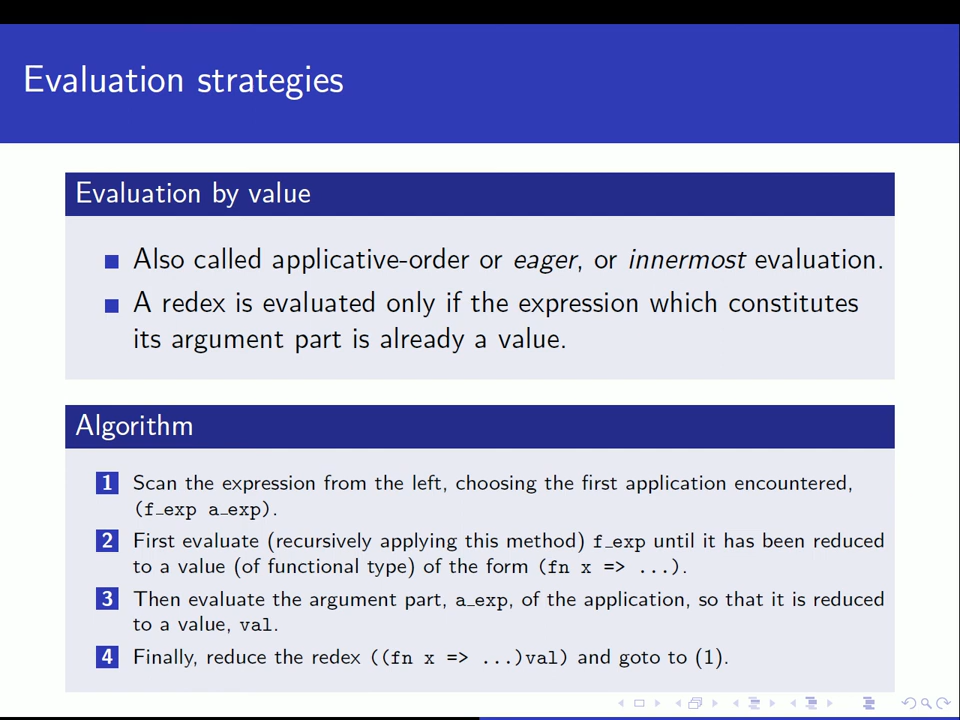 Evaluation strategies
Evaluation by value
Also called applicative-order or eager, or innermost evaluation.
A redex is evaluated only if the expression which constitutes
its argument part is already a value.
Algorithm
1 Scan the expression from the left, choosing the first application encountered,
(f_exp a_exp).
2 First evaluate (recursively applying this method) f_exp until it has been reduced
to a value (of functional type) of the form (fn x => ...).
3 Then evaluate the argument part, a_exp, of the application, so that it is reduced
to a value, val.
4 Finally, reduce the redex ((fn x => ...)val) and goto to (1).